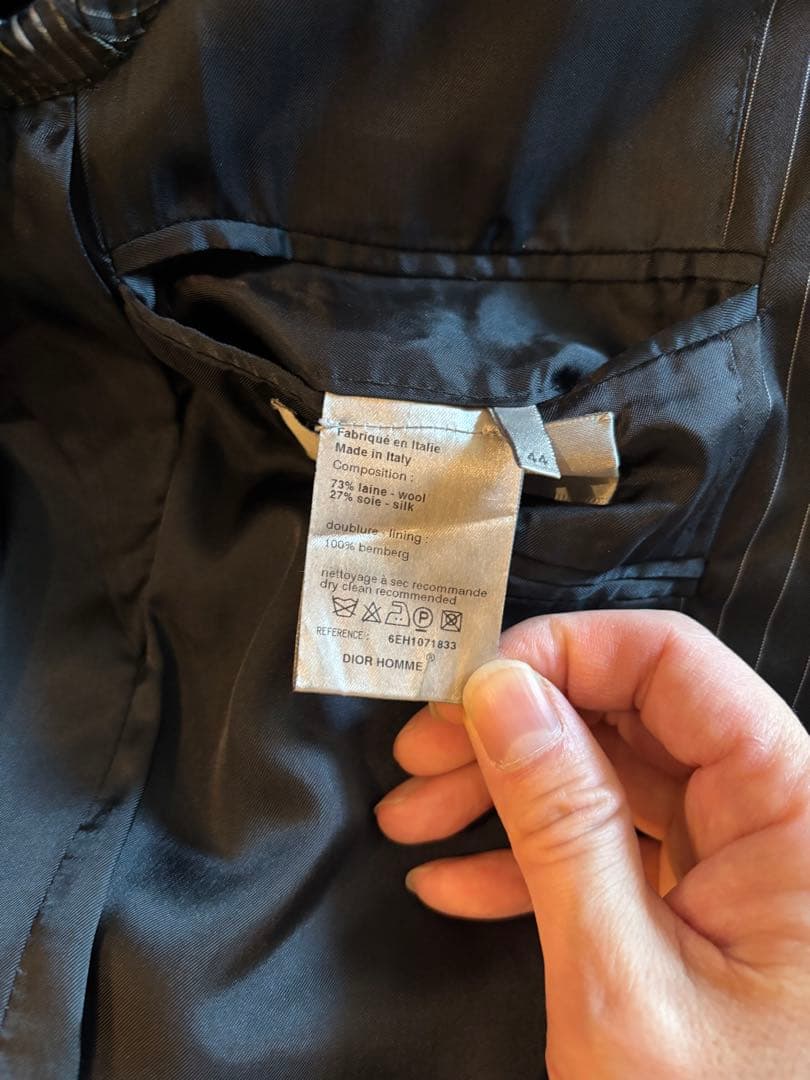 Fabriqué en Italie
Made in Italy
Composition :
73% laine - wool
27% soie - silk
doublure - lining :
100% bemberg
nettoyage à sec recommande
dry clean recommended
P
REFERENCE : 6EH1071833
DIOR HOMME®
44